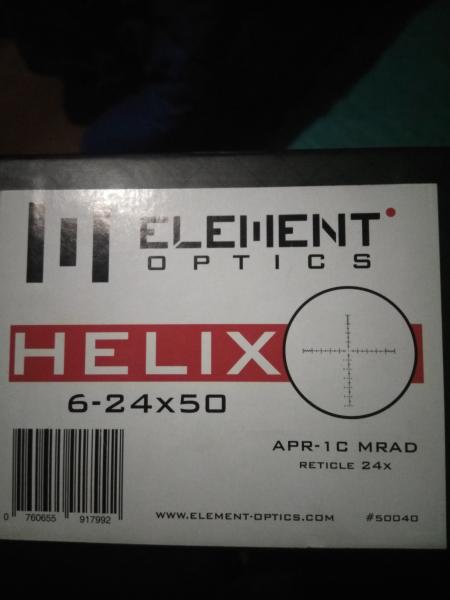 ELEMENT
OPTICS
HELIX
6-24x50
APR-1C MRAD
RETICLE 24x
0 760655 917992
WWW.ELEMENT-OPTICS.COM #50040